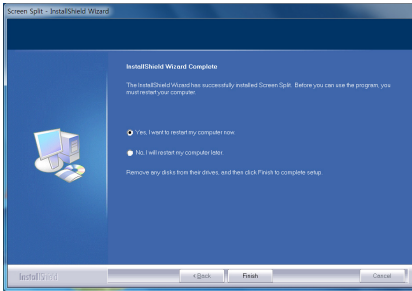 Screen Split - InstallShield Wizard
InstallShield Wizard Complete
The InstallShield Wizard has successfully installed Screen Split. Before you can use the program, you
must restart your computer.
Yes, I want to restart my computer now.
No, I will restart my computer later.
Remove any disks from their drives, and then click Finish to complete setup.
InstallShield
< Back
Finish
Cancel